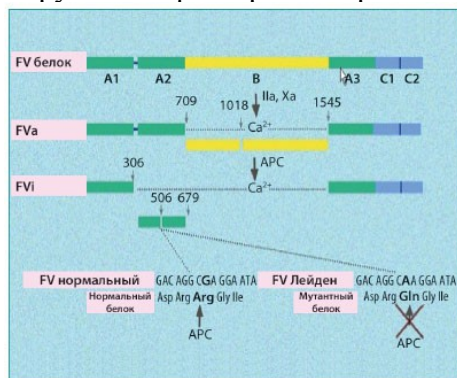 FV белок
A1 A2 B A3 C1 C2
IIa, Xa
709 1018 1545
FVa
Ca2+
APC
306
Ca2+
FVi
506 679
FV нормальный GAC AGG CGA GGA ATA
Нормальный белок Asp Arg Arg Gly Ile
APC
FV Лейден GAC AGG CAA GGA ATA
Мутантный белок Asp Arg Gln Gly Ile
APC